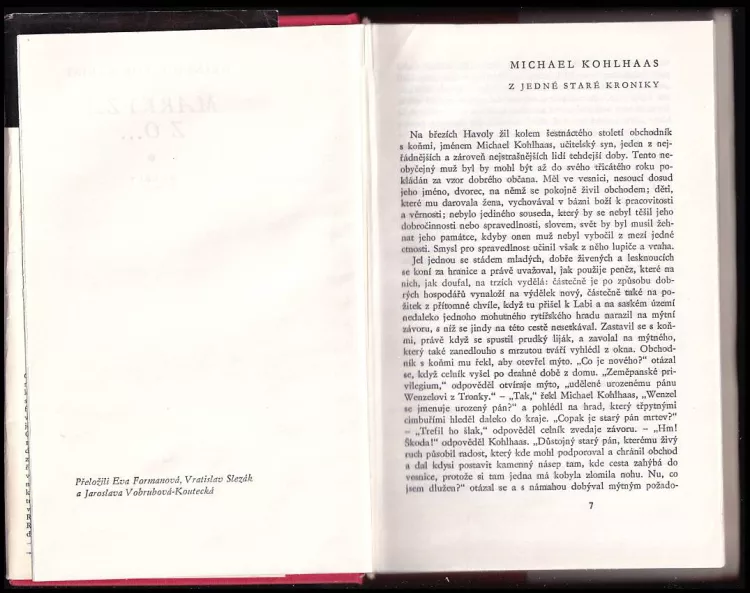 Přeložili Eva Formanová, Vratislav Slezák
a Jaroslava Vobrubová-Koutecká
MICHAEL KOHLHAAS
Z JEDNÉ STARÉ KRONIKY
Na březích Havoly žil kolem šestnáctého století obchodník
s koňmi, jménem Michael Kohlhaas, učitelský syn, jeden z nej-
řádnějších a zároveň nejstrašnějších lidí tehdejší doby. Tento ne-
obyčejný muž byl by mohl být až do svého třicátého roku po-
kládán za vzor dobrého občana. Měl ve vesnici, nesoucí dosud
jeho jméno, dvorec, na němž se pokojně živil obchodem; děti,
které mu darovala žena, vychovával v bázni boží k pracovitosti
a věrnosti; nebylo jediného souseda, který by se nebyl těšil jeho
dobročinnosti nebo spravedlnosti, slovem, svět by byl musil žeh-
nat jeho památce, kdyby onen muž nebyl vybočil z mezí jedné
ctnosti. Smysl pro spravedlnost učinil však z něho lupiče a vraha.
Jel jednou se stádem mladých, dobře živených a lesknoucích
se koní za hranice a právě uvažoval, jak použije peněz, které na
nich, jak doufal, na trzích vydělá: částečně je po způsobu dob-
rých hospodářů vynaloží na výdělek nový, částečně také na po-
žitek z přítomné chvíle, když tu přišel k Labi a na saském území
nedaleko jednoho mohutného rytířského hradu narazil na mýtní
závoru, s níž se jindy na této cestě nesetkával. Zastavil se s koň-
mi, právě když se spustil prudký liják, a zavolal na mýtného,
který také zanedlouho s mrzutou tváří vyhlédl z okna. Obchod-
ník s koňmi mu řekl, aby otevřel mýto. „Co je nového?“ otázal
se, když celník vyšel po drahné době z domu. „Zeměpanské pri-
vilegium,“ odpověděl otvíraje mýto, „udělené urozenému pánu
Wenzelovi z Tronky.“ – „Tak,“ řekl Michael Kohlhaas, „Wenzel
se jmenuje urozený pán?“ a pohlédl na hrad, který třpytnými
cimbuřími hleděl daleko do kraje. „Copak je starý pán mrtev?“
– „Trefil ho šlak,“ odpověděl celník zvedaje závoru. – „Hm!
Škoda!“ odpověděl Kohlhaas. „Důstojný starý pán, kterému živý
ruch působil radost, který kde mohl podporoval a chránil obchod
a dal kdysi postavit kamenný násep tam, kde cesta zahýbá do
vesnice, protože si tam jedna má kobyla zlomila nohu. Nu, co
jsem dlužen?“ otázal se a s námahou dobýval mýtným požado-
7